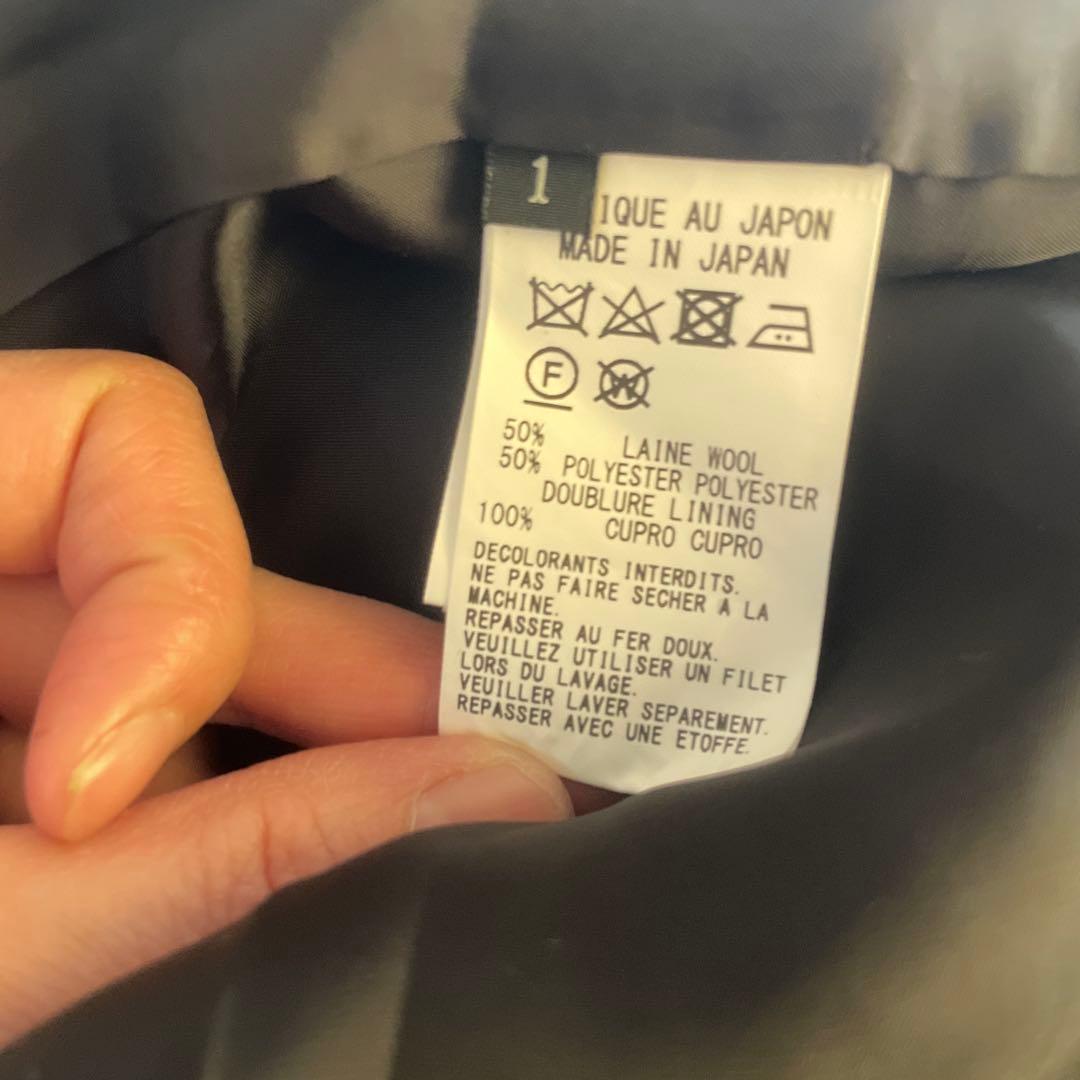 1
IQUE AU JAPON
MADE IN JAPAN
F W
50% LAINE WOOL
50% POLYESTER POLYESTER
DOUBLURE LINING
100% CUPRO CUPRO
DECOLORANTS INTERDITS.
NE PAS FAIRE SECHER A LA
MACHINE.
REPASSER AU FER DOUX.
VEUILLEZ UTILISER UN FILET
LORS DU LAVAGE.
VEUILLER LAVER SEPAREMENT.
REPASSER AVEC UNE ETOFFE.